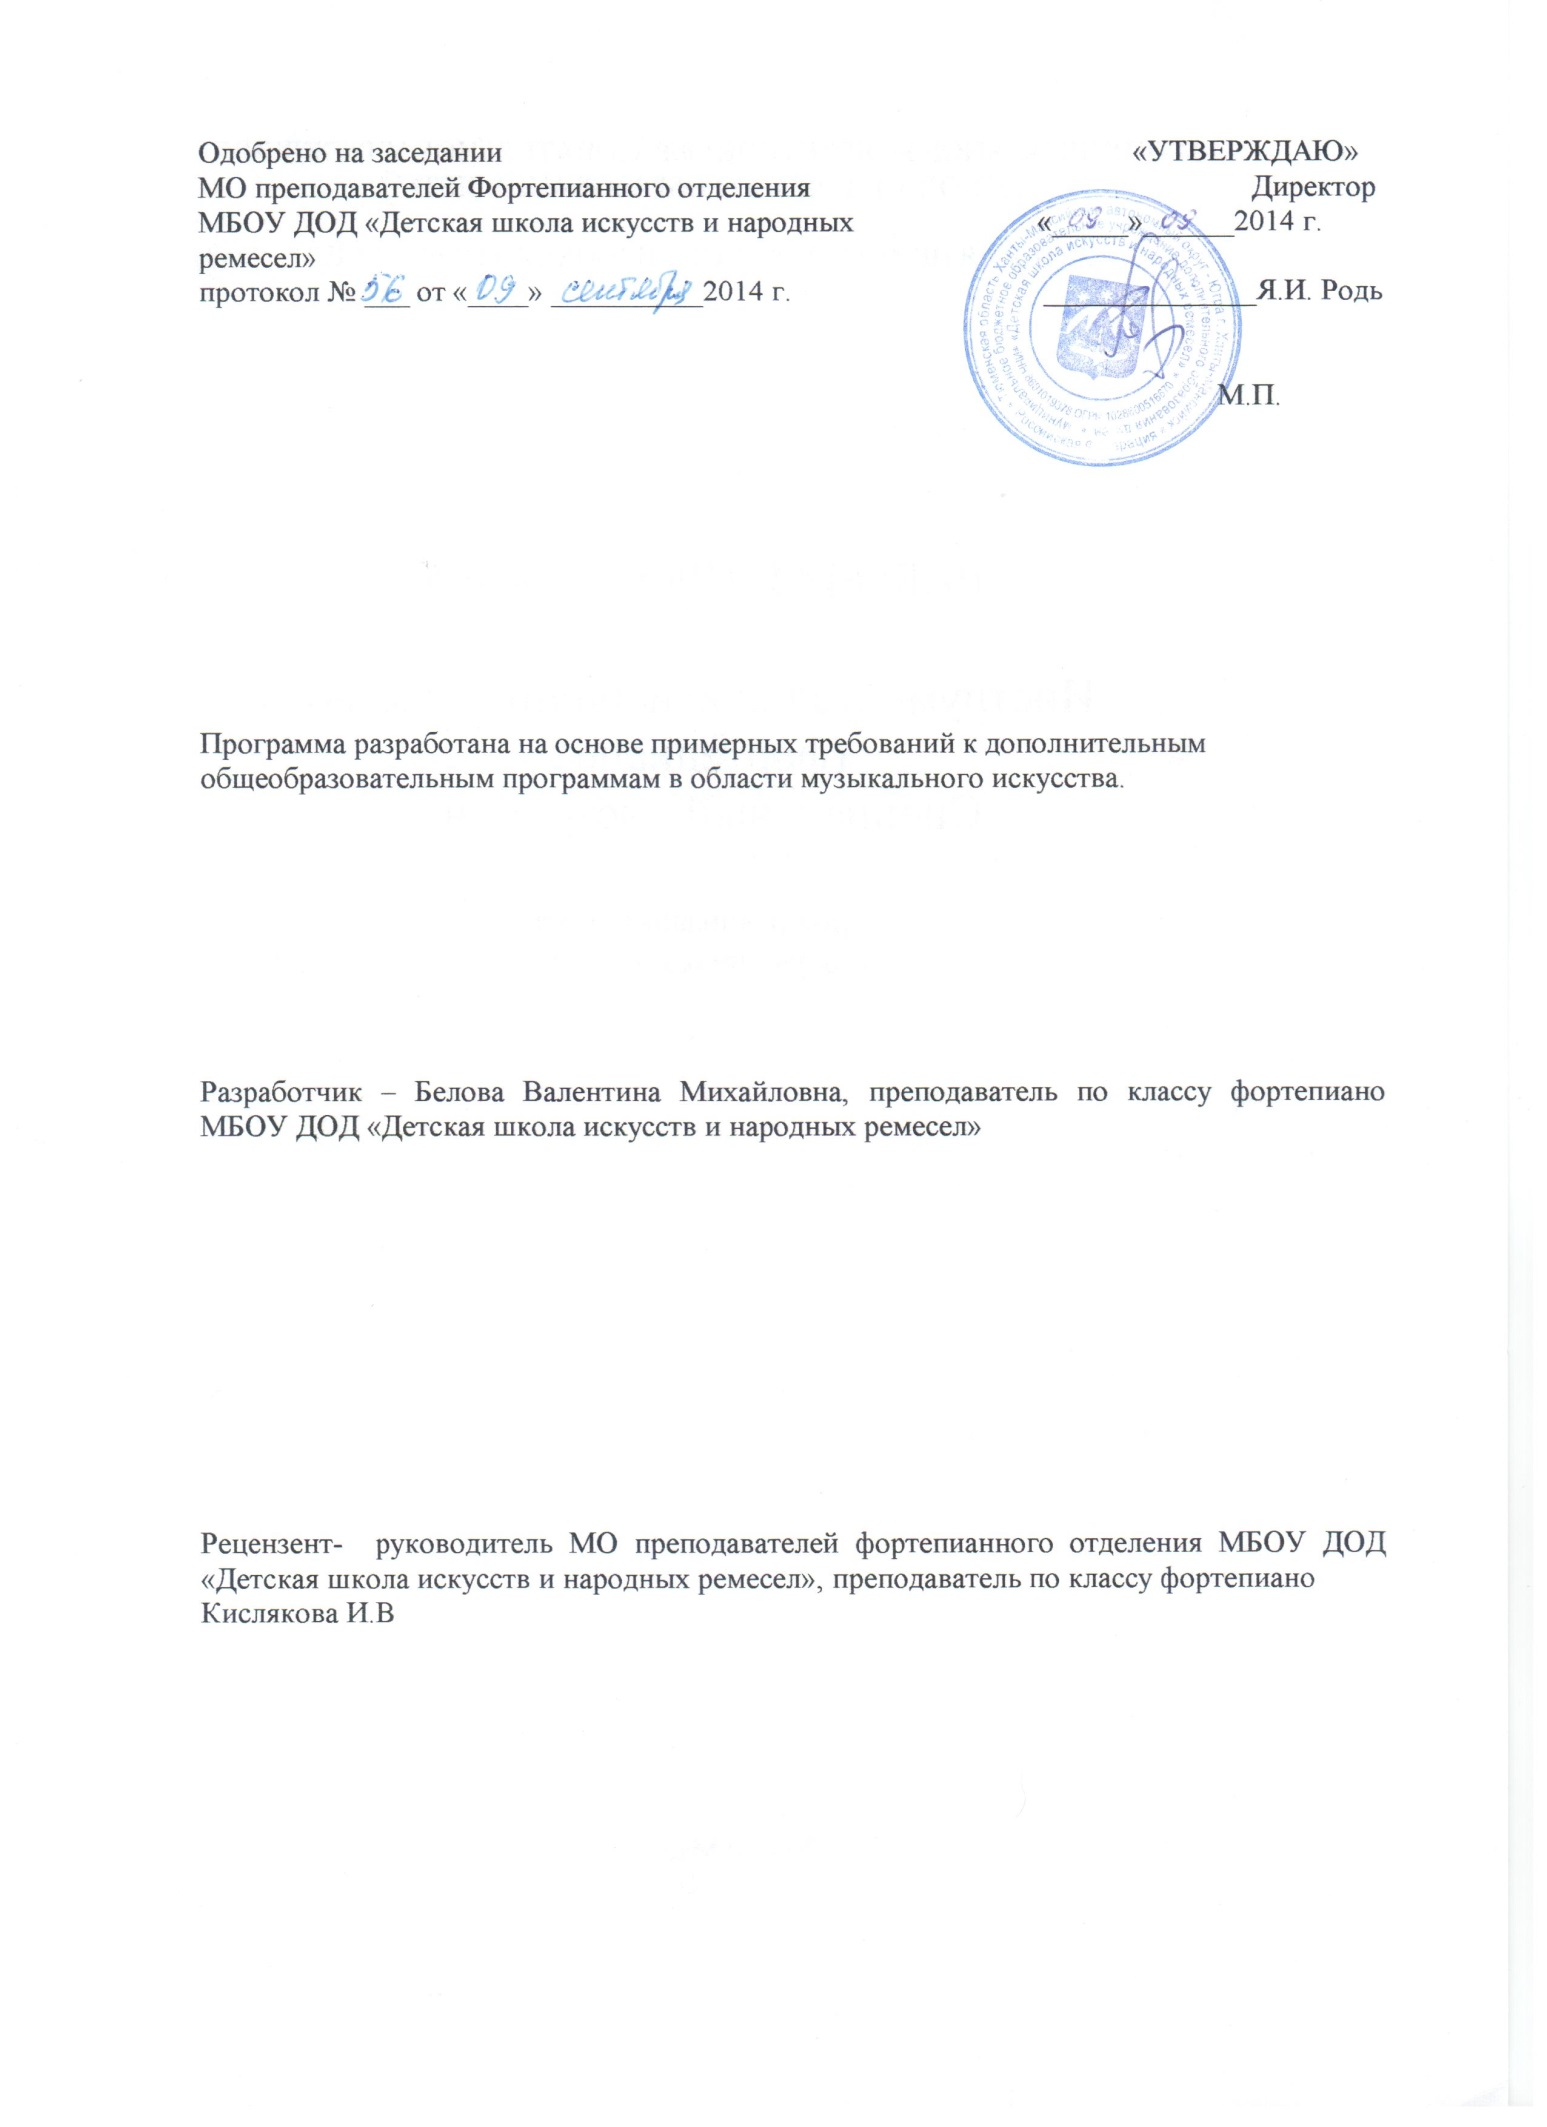 Одобрено на заседании
МО преподавателей Фортепианного отделения
МБОУ ДОД «Детская школа искусств и народных
ремесел»
протокол № 56 от « 09 » сентября 2014 г.
«УТВЕРЖДАЮ»
Директор
« 09 » 09 2014 г.
Я.И. Родь
М.П.
Программа разработана на основе примерных требований к дополнительным
общеобразовательным программам в области музыкального искусства.
Разработчик – Белова Валентина Михайловна, преподаватель по классу фортепиано
МБОУ ДОД «Детская школа искусств и народных ремесел»
Рецензент- руководитель МО преподавателей фортепианного отделения МБОУ ДОД
«Детская школа искусств и народных ремесел», преподаватель по классу фортепиано
Кислякова И.В